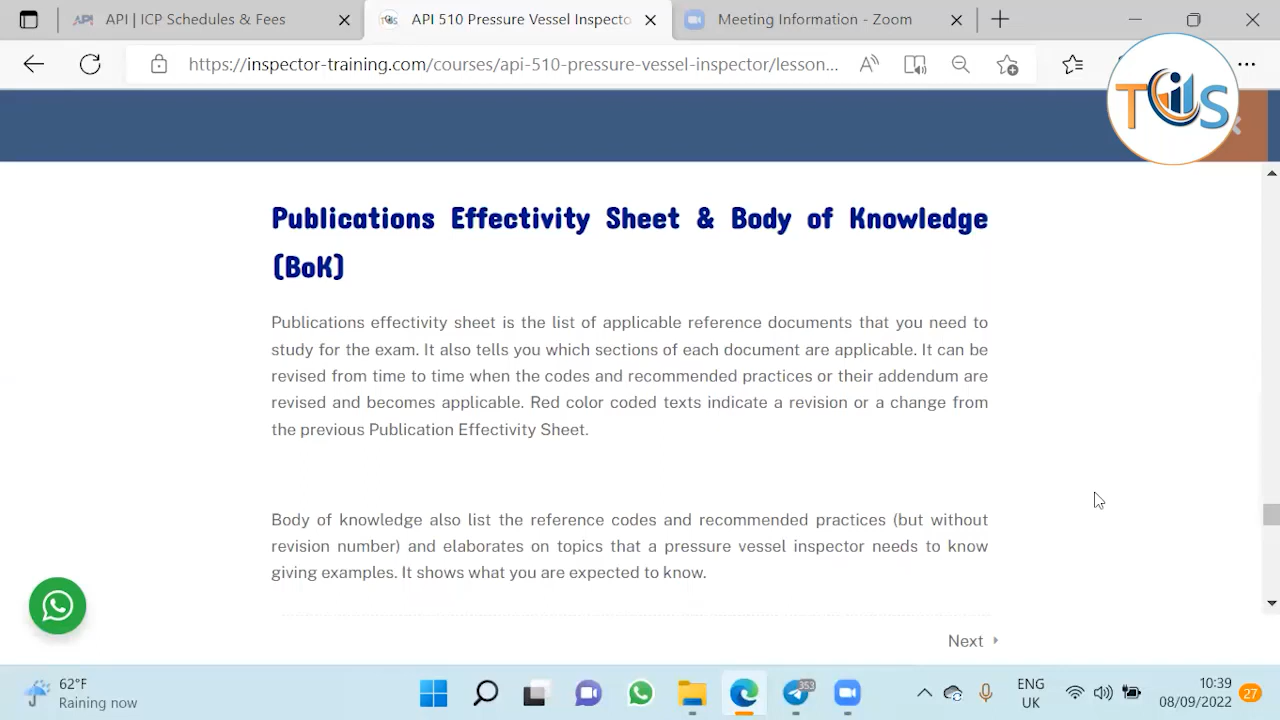 API | ICP Schedules & Fees
API 510 Pressure Vessel Inspecto
Meeting Information - Zoom
https://inspector-training.com/courses/api-510-pressure-vessel-inspector/lesson...
TCIS
Publications Effectivity Sheet & Body of Knowledge
(BoK)
Publications effectivity sheet is the list of applicable reference documents that you need to
study for the exam. It also tells you which sections of each document are applicable. It can be
revised from time to time when the codes and recommended practices or their addendum are
revised and becomes applicable. Red color coded texts indicate a revision or a change from
the previous Publication Effectivity Sheet.
Body of knowledge also list the reference codes and recommended practices (but without
revision number) and elaborates on topics that a pressure vessel inspector needs to know
giving examples. It shows what you are expected to know.
Next
62°F
Raining now
353
ENG
UK
10:39
08/09/2022
27